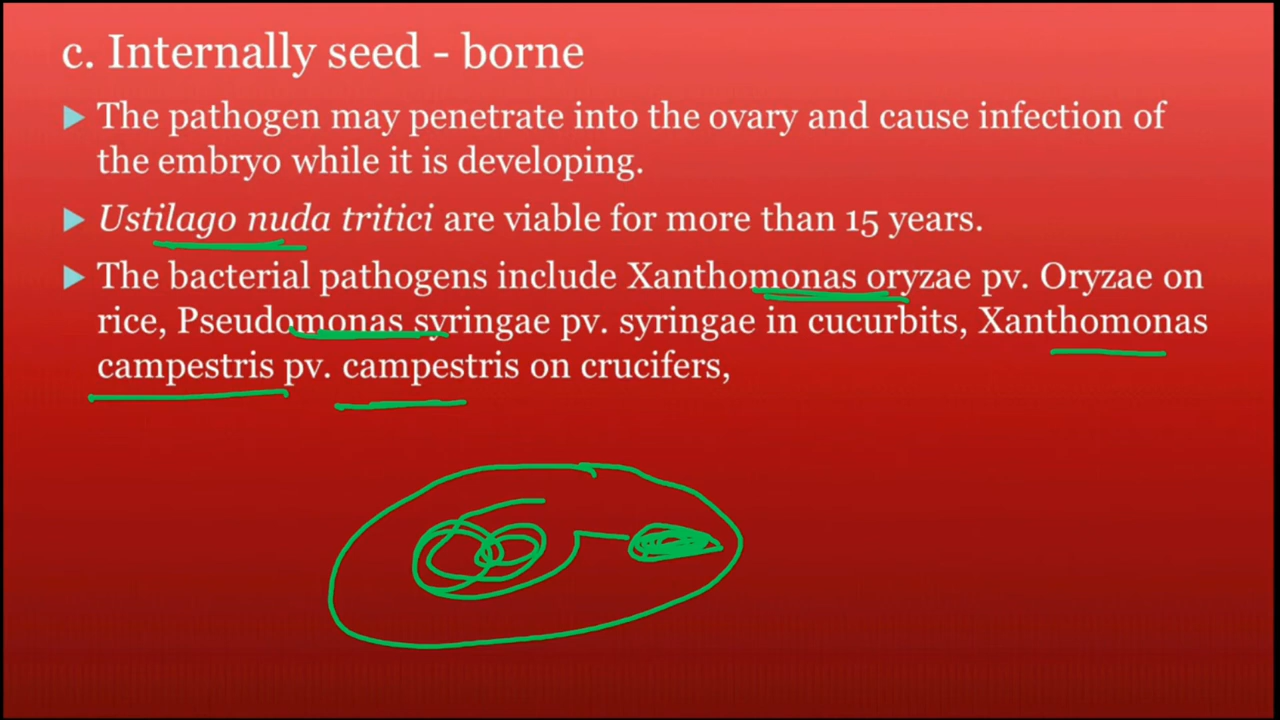 c. Internally seed - borne
The pathogen may penetrate into the ovary and cause infection of
the embryo while it is developing.
Ustilago nuda tritici are viable for more than 15 years.
The bacterial pathogens include Xanthomonas oryzae pv. Oryzae on
rice, Pseudomonas syringae pv. syringae in cucurbits, Xanthomonas
campestris pv. campestris on crucifers,